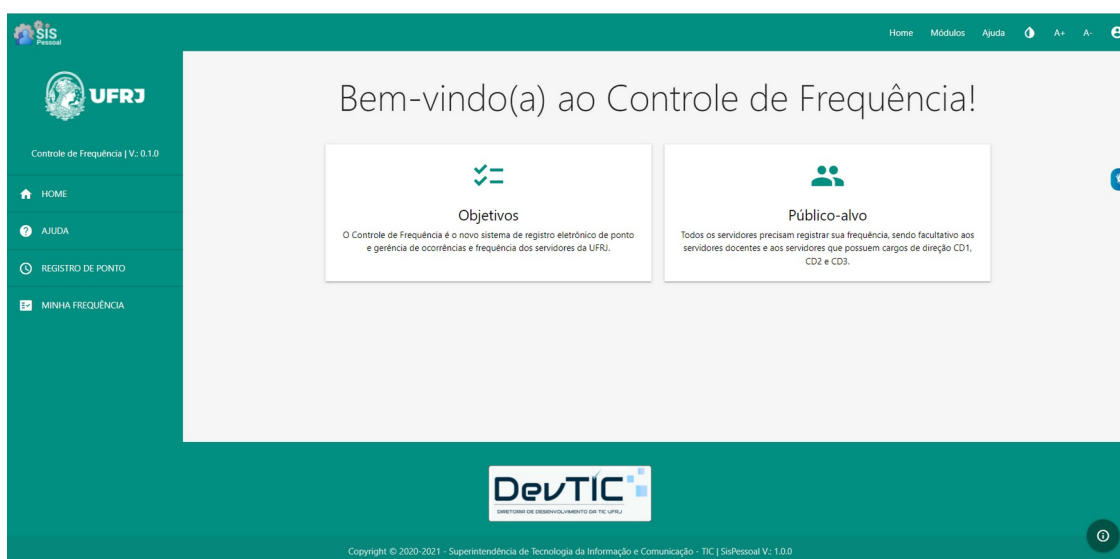 Sis
Pessoal
Home Módulos Ajuda A+ A-
UFRJ
Controle de Frequência | V.: 0.1.0
HOME
AJUDA
REGISTRO DE PONTO
MINHA FREQUÊNCIA
Bem-vindo(a) ao Controle de Frequência!
Objetivos
O Controle de Frequência é o novo sistema de registro eletrônico de ponto
e gerência de ocorrências e frequência dos servidores da UFRJ.
Público-alvo
Todos os servidores precisam registrar sua frequência, sendo facultativo aos
servidores docentes e aos servidores que possuem cargos de direção CD1,
CD2 e CD3.
DevTIC
DIRETORIA DE DESENVOLVIMENTO DA TIC UFRJ
Copyright © 2020-2021 - Superintendência de Tecnologia da Informação e Comunicação - TIC | SisPessoal V.: 1.0.0